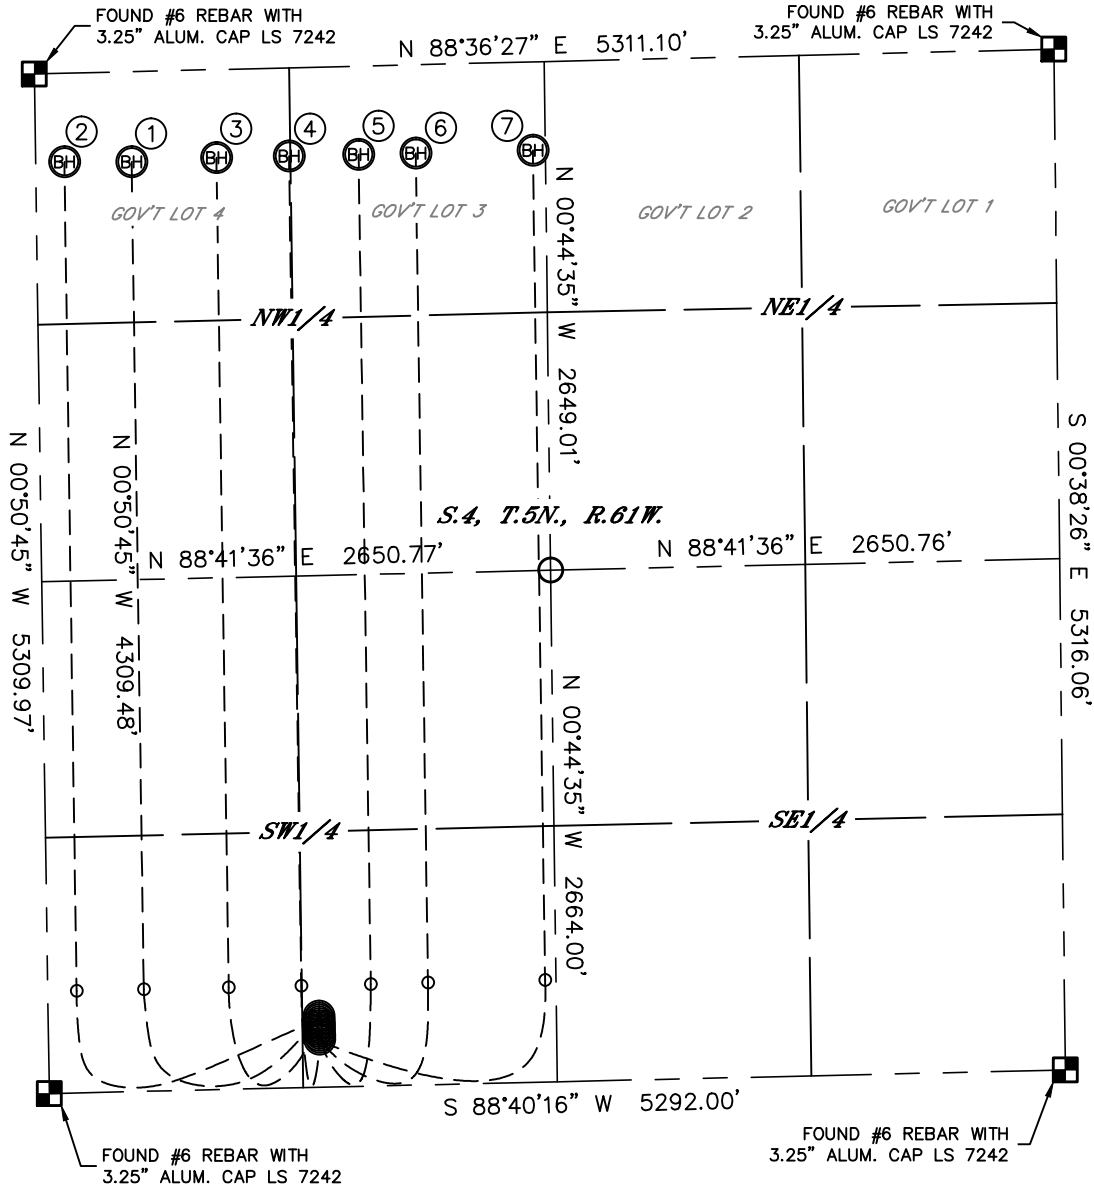 FOUND #6 REBAR WITH
3.25” ALUM. CAP LS 7242
FOUND #6 REBAR WITH
3.25” ALUM. CAP LS 7242
N 88°36'27” E 5311.10'
2 1 3 4 5 6 7
BH BH BH BH BH BH BH
GOV'T LOT 4
GOV'T LOT 3
GOV'T LOT 2
GOV'T LOT 1
N 00°44'35” W 2649.01'
NW1/4
NE1/4
N 00°50'45” W 5309.97'
N 00°50'45” W 4309.48'
S 00°38'26” E 5316.06'
S.4, T.5N., R.61W.
N 88°41'36” E 2650.77'
N 88°41'36” E 2650.76'
N 00°44'35” W 2664.00'
SW1/4
SE1/4
S 88°40'16” W 5292.00'
FOUND #6 REBAR WITH
3.25” ALUM. CAP LS 7242
FOUND #6 REBAR WITH
3.25” ALUM. CAP LS 7242